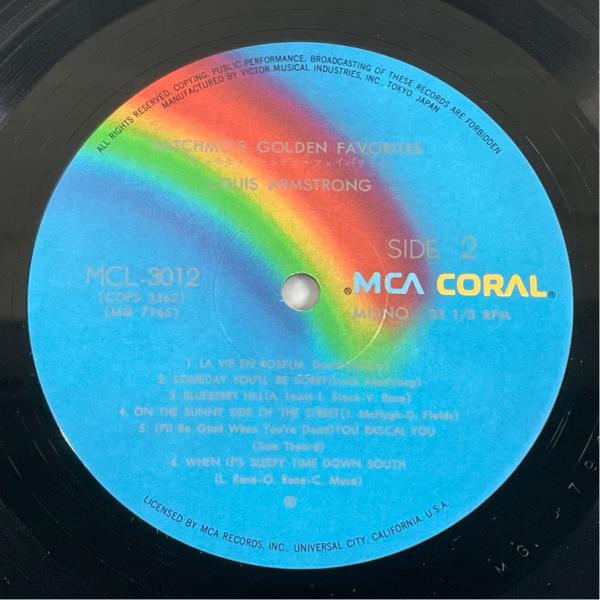 ALL RIGHTS RESERVED. COPYING, PUBLIC PERFORMANCE, BROADCASTING OF THESE RECORDS ARE FORBIDDEN
MANUFACTURED BY VICTOR MUSICAL INDUSTRIES, INC., TOKYO JAPAN
SATCHMO'S GOLDEN FAVORITES
LOUIS ARMSTRONG
SIDE 2
MCL-3012
(COPS 3362)
(MG 7965)
® MCA CORAL ®
MONO 33 1/3 RPM
1. LA VIE EN ROSE(M.
2. SOMEDAY YOU'LL BE SORRY(Louis Armstrong)
3. BLUEBERRY HILL(A. Lewis-L. Stock-V. Rose)
4. ON THE SUNNY SIDE OF THE STREET(J. McHugh-D. Fields)
5. (I'll Be Glad When You're Dead)YOU RASCAL YOU
(Sam Theard)
6. WHEN IT'S SLEEPY TIME DOWN SOUTH
(L. Rene-O. Rene-C. Muse)
LICENSED BY MCA RECORDS, INC., UNIVERSAL CITY, CALIFORNIA. U.S.A.